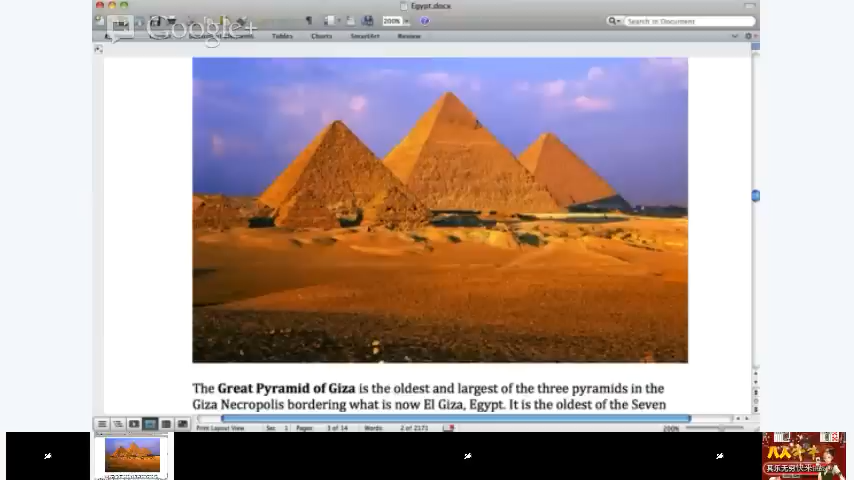 Egypt.docx
Google+
200%
Search in Document
Tables
Charts
SmartArt
Review
The Great Pyramid of Giza is the oldest and largest of the three pyramids in the
Giza Necropolis bordering what is now El Giza, Egypt. It is the oldest of the Seven
Print Layout View
Sec 1
Pages: 3 of 14
Words: 2 of 2171
200%